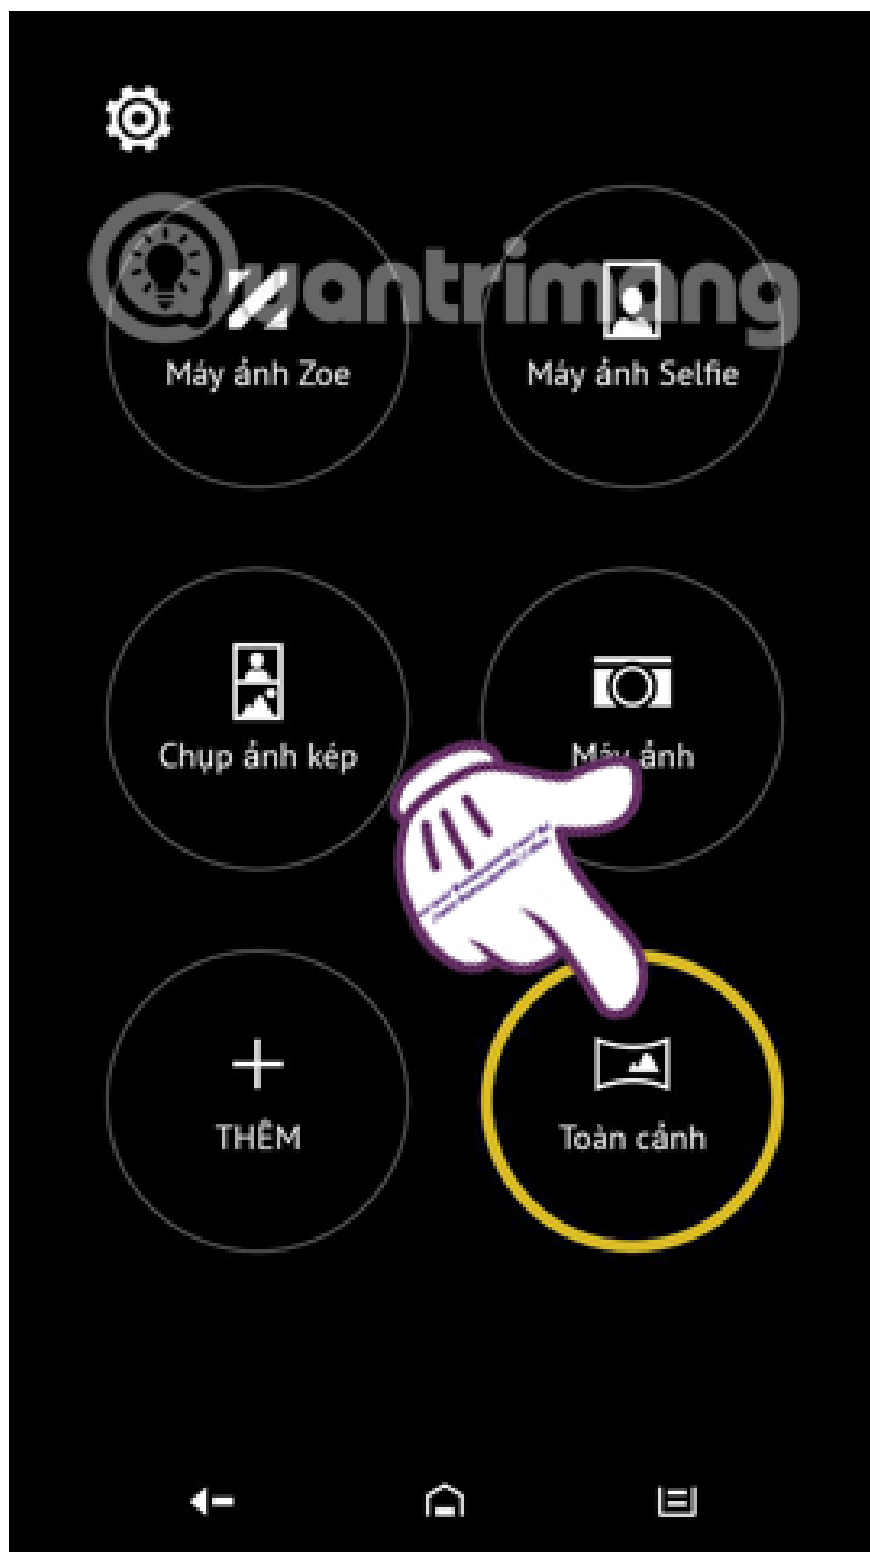 Quantrimang
Máy ảnh Zoe
Máy ảnh Selfie
Chụp ảnh kép
Máy ảnh
THÊM
Toàn cảnh